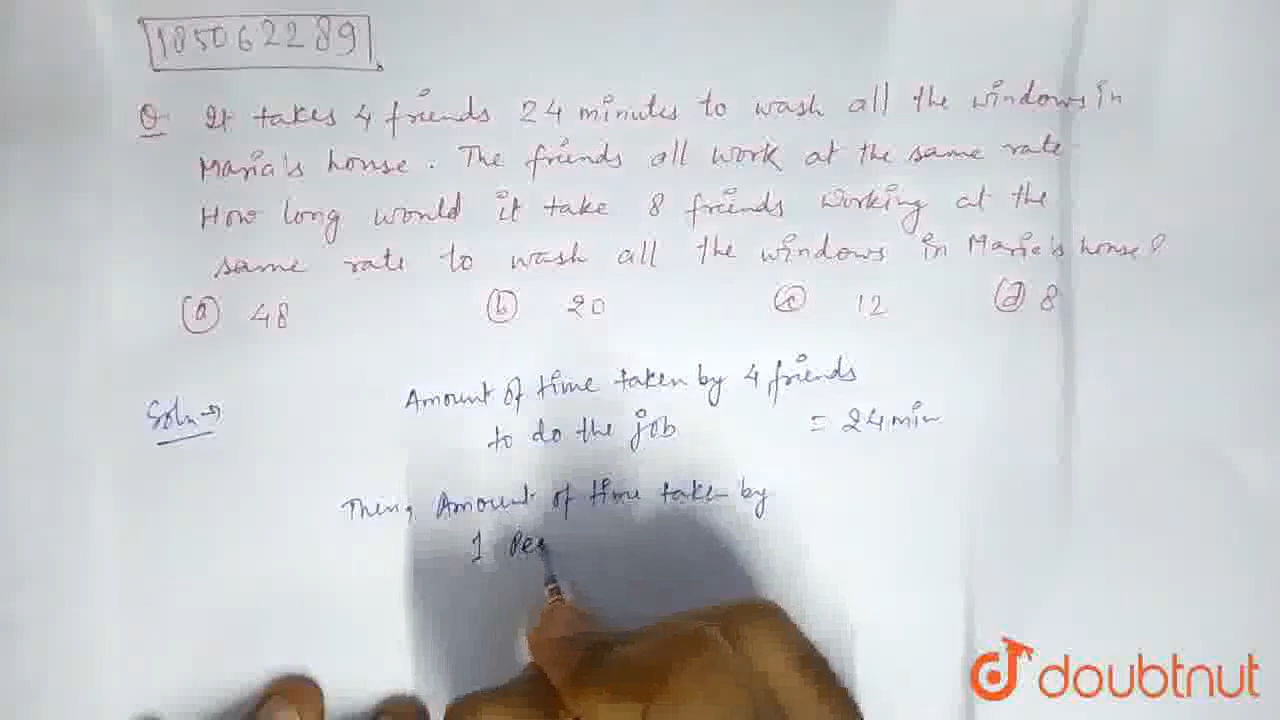 185062289
Q It takes 4 friends 24 minutes to wash all the windows in
Maria's house. The friends all work at the same rate
How long would it take 8 friends working at the
same rate to wash all the windows in Maria's house?
(a) 48 (b) 20 (c) 12 (d) 8
Soln→ Amount of time taken by 4 friends
to do the job = 24 min
Then, Amount of time taken by
1 Per
doubtnut